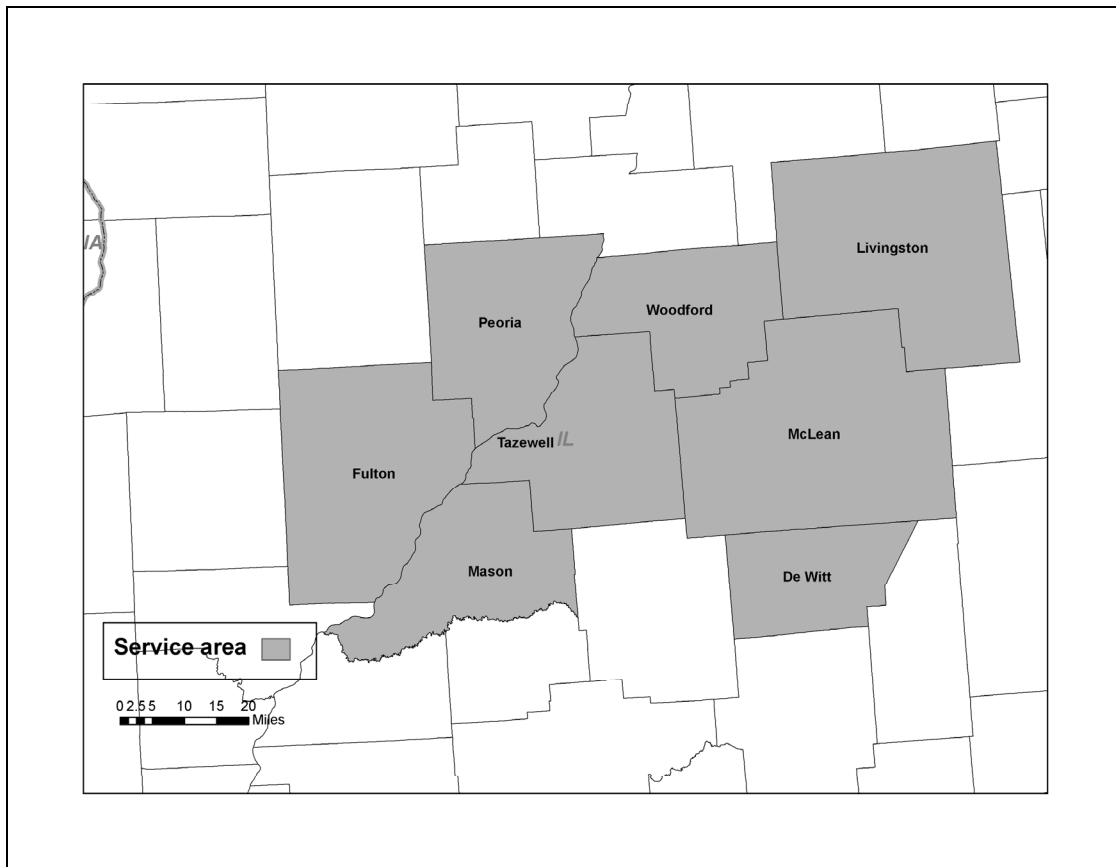 Livingston
IA
Woodford
Peoria
McLean
Tazewell IL
Fulton
Mason
De Witt
Service area
0 2.5 5 10 15 20
Miles